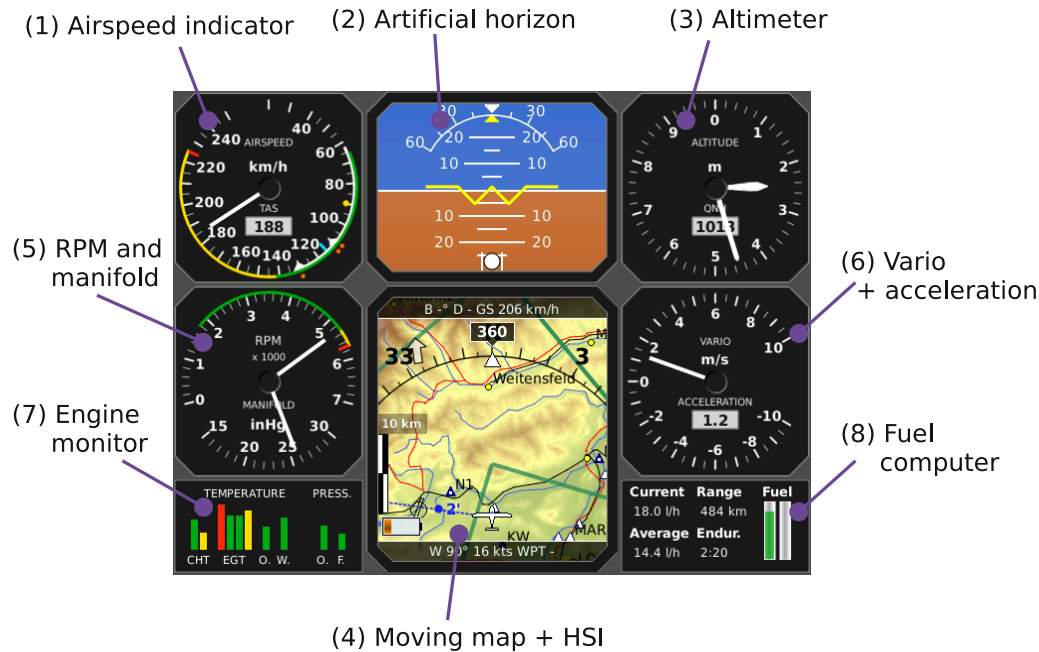 (1) Airspeed indicator
(2) Artificial horizon
(3) Altimeter
240
40
AIRSPEED
60
220
km/h
80
200
TAS
188
100
180
160
140
120
30
30
60
20
20
60
10
10
10
10
20
20
0
9
1
ALTITUDE
8
m
2
QNH
1013
7
3
6
5
4
(5) RPM and
manifold
(6) Vario
+ acceleration
3
4
2
RPM
5
x 1000
1
6
0
MANIFOLD
7
15
inHg
30
20
25
B -° D - GS 206 km/h
360
33
3
Weitensfeld
10 km
N1
2'
KW
MAR
W 90° 16 kts WPT -
6
8
4
VARIO
10
2
m/s
0
ACCELERATION
1.2
-2
-10
-4
-6
-8
(7) Engine
monitor
(8) Fuel
computer
TEMPERATURE
PRESS.
CHT
EGT
O.
W.
O.
F.
Current
Range
Fuel
18.0 l/h
484 km
Average
Endur.
14.4 l/h
2:20
(4) Moving map + HSI